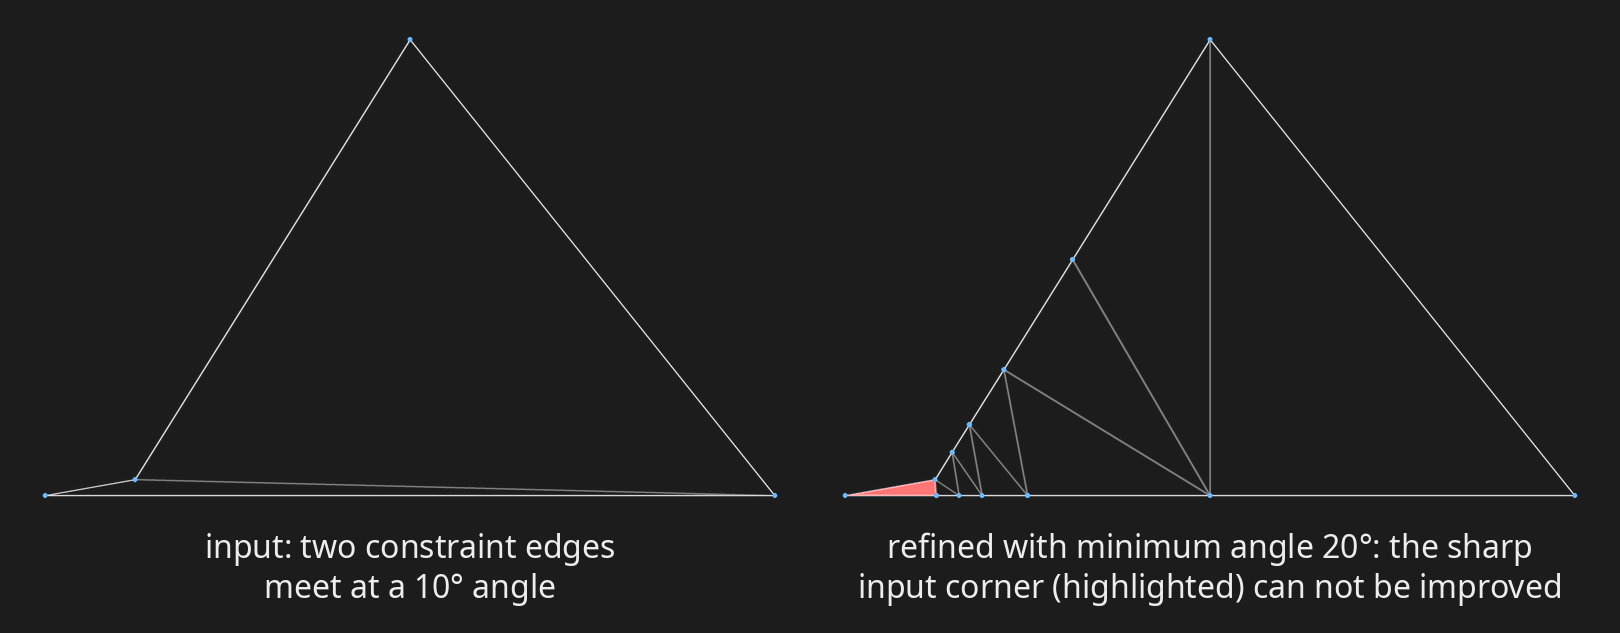 input: two constraint edges
meet at a 10° angle
refined with minimum angle 20°: the sharp
input corner (highlighted) can not be improved